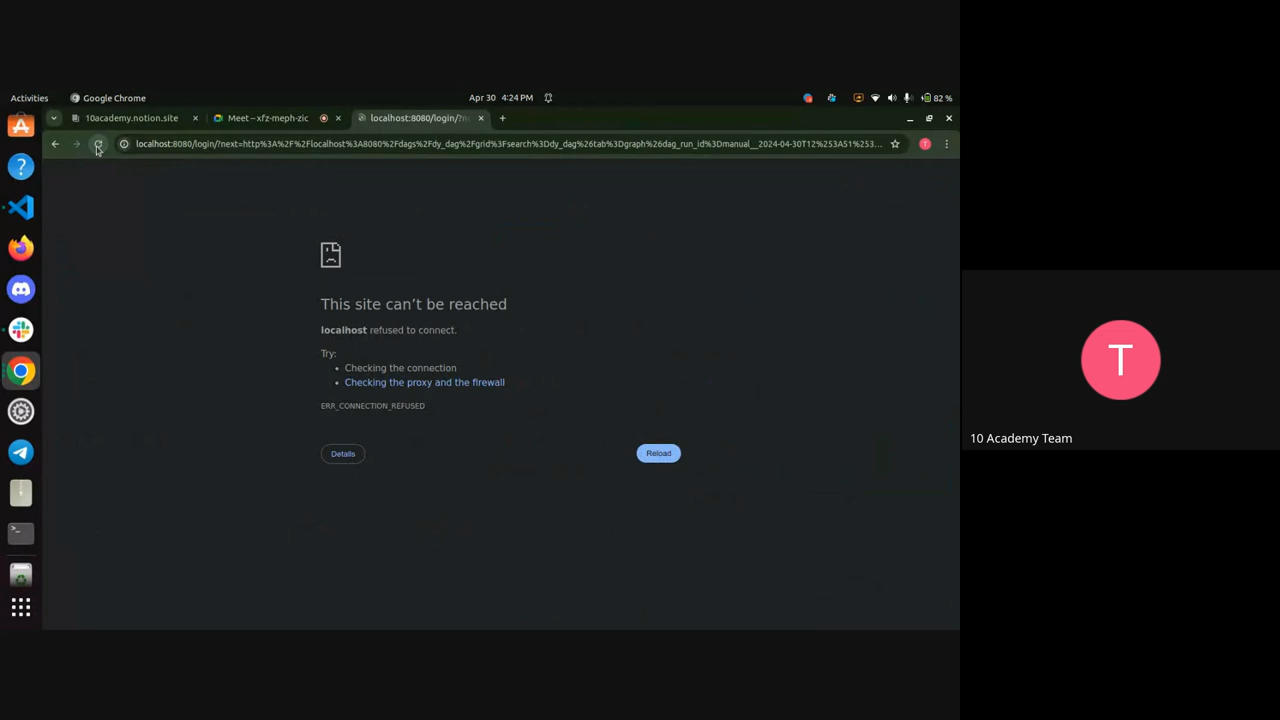 Activities
Google Chrome
Apr 30 4:24 PM
82 %
10academy.notion.site
Meet – xfz-meph-zic
localhost:8080/login/?n
localhost:8080/login/?next=http%3A%2F%2Flocalhost%3A8080%2Fdags%2Fdy_dag%2Fgrid%3Fsearch%3Ddy_dag%26tab%3Dgraph%26dag_run_id%3Dmanual__2024-04-30T12%253A51%253...
T
This site can’t be reached
localhost refused to connect.
Try:
• Checking the connection
• Checking the proxy and the firewall
ERR_CONNECTION_REFUSED
Details
Reload
T
10 Academy Team